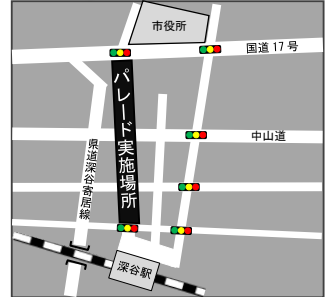 市役所
国道17号
パレード実施場所
中山道
県道深谷寄居線
深谷駅